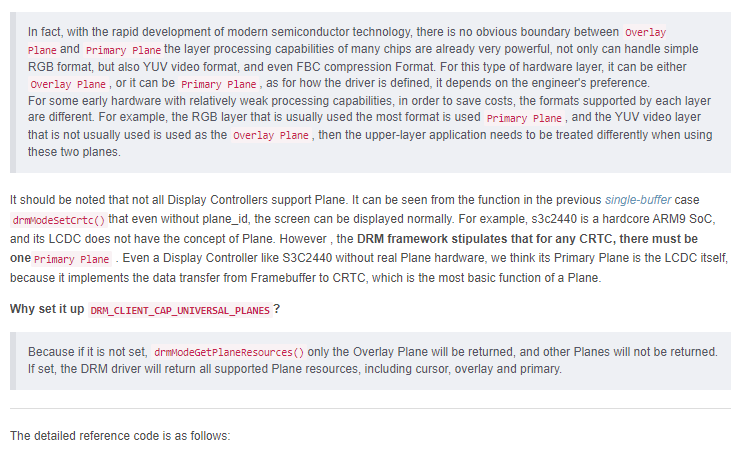 In fact, with the rapid development of modern semiconductor technology, there is no obvious boundary between Overlay
Plane and Primary Plane the layer processing capabilities of many chips are already very powerful, not only can handle simple
RGB format, but also YUV video format, and even FBC compression Format. For this type of hardware layer, it can be either
Overlay Plane , or it can be Primary Plane , as for how the driver is defined, it depends on the engineer's preference.
For some early hardware with relatively weak processing capabilities, in order to save costs, the formats supported by each layer
are different. For example, the RGB layer that is usually used the most format is used Primary Plane , and the YUV video layer
that is not usually used is used as the Overlay Plane , then the upper-layer application needs to be treated differently when using
these two planes.
It should be noted that not all Display Controllers support Plane. It can be seen from the function in the previous single-buffer case
drmModeSetCrtc() that even without plane_id, the screen can be displayed normally. For example, s3c2440 is a hardcore ARM9 SoC,
and its LCDC does not have the concept of Plane. However , the DRM framework stipulates that for any CRTC, there must be
one Primary Plane . Even a Display Controller like S3C2440 without real Plane hardware, we think its Primary Plane is the LCDC itself,
because it implements the data transfer from Framebuffer to CRTC, which is the most basic function of a Plane.
Why set it up DRM_CLIENT_CAP_UNIVERSAL_PLANES ?
Because if it is not set, drmModeGetPlaneResources() only the Overlay Plane will be returned, and other Planes will not be returned.
If set, the DRM driver will return all supported Plane resources, including cursor, overlay and primary.
The detailed reference code is as follows: